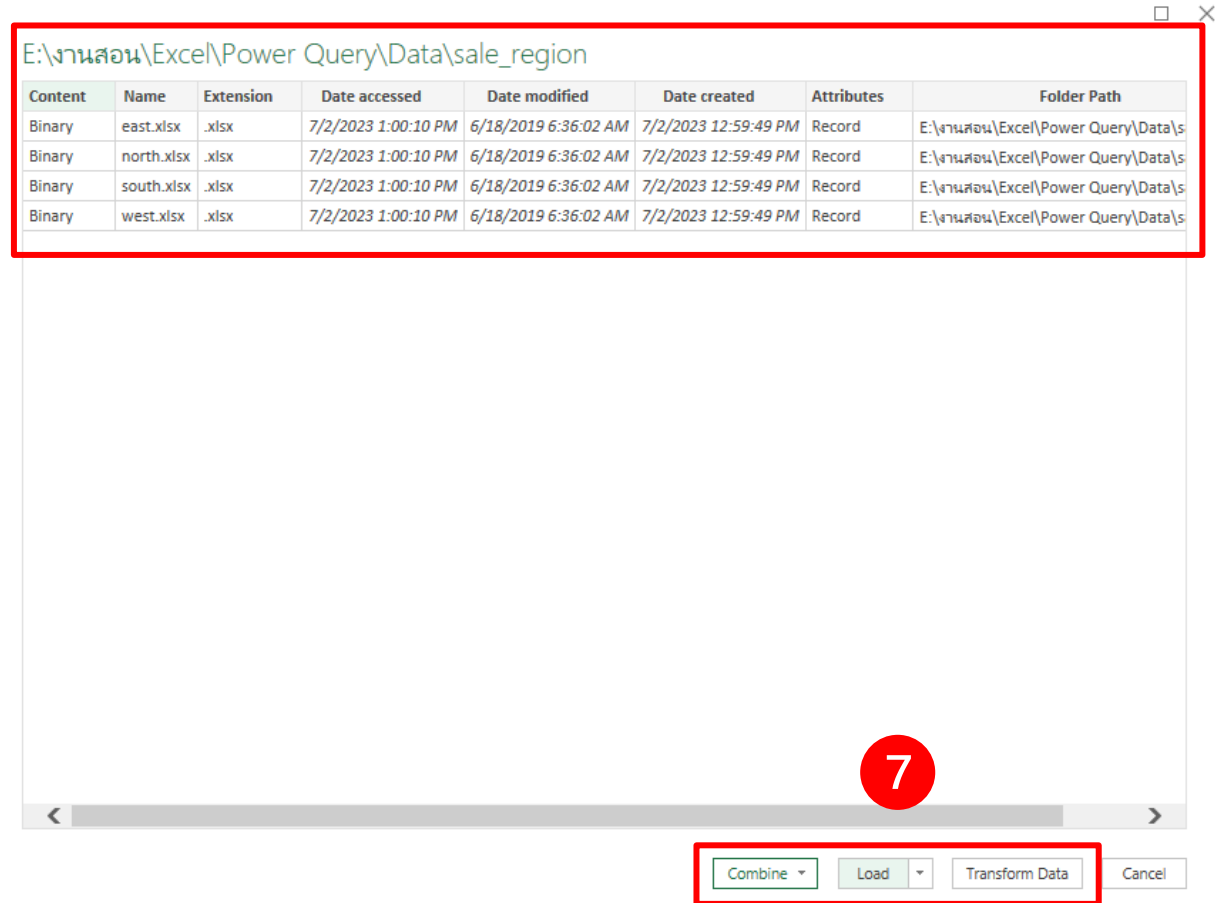 E:\งานสอน\Excel\Power Query\Data\sale_region
Content Name Extension Date accessed Date modified Date created Attributes Folder Path
Binary east.xlsx .xlsx 7/2/2023 1:00:10 PM 6/18/2019 6:36:02 AM 7/2/2023 12:59:49 PM Record E:\งานสอน\Excel\Power Query\Data\s
Binary north.xlsx .xlsx 7/2/2023 1:00:10 PM 6/18/2019 6:36:02 AM 7/2/2023 12:59:49 PM Record E:\งานสอน\Excel\Power Query\Data\s
Binary south.xlsx .xlsx 7/2/2023 1:00:10 PM 6/18/2019 6:36:02 AM 7/2/2023 12:59:49 PM Record E:\งานสอน\Excel\Power Query\Data\s
Binary west.xlsx .xlsx 7/2/2023 1:00:10 PM 6/18/2019 6:36:02 AM 7/2/2023 12:59:49 PM Record E:\งานสอน\Excel\Power Query\Data\s
7
Combine Load Transform Data Cancel